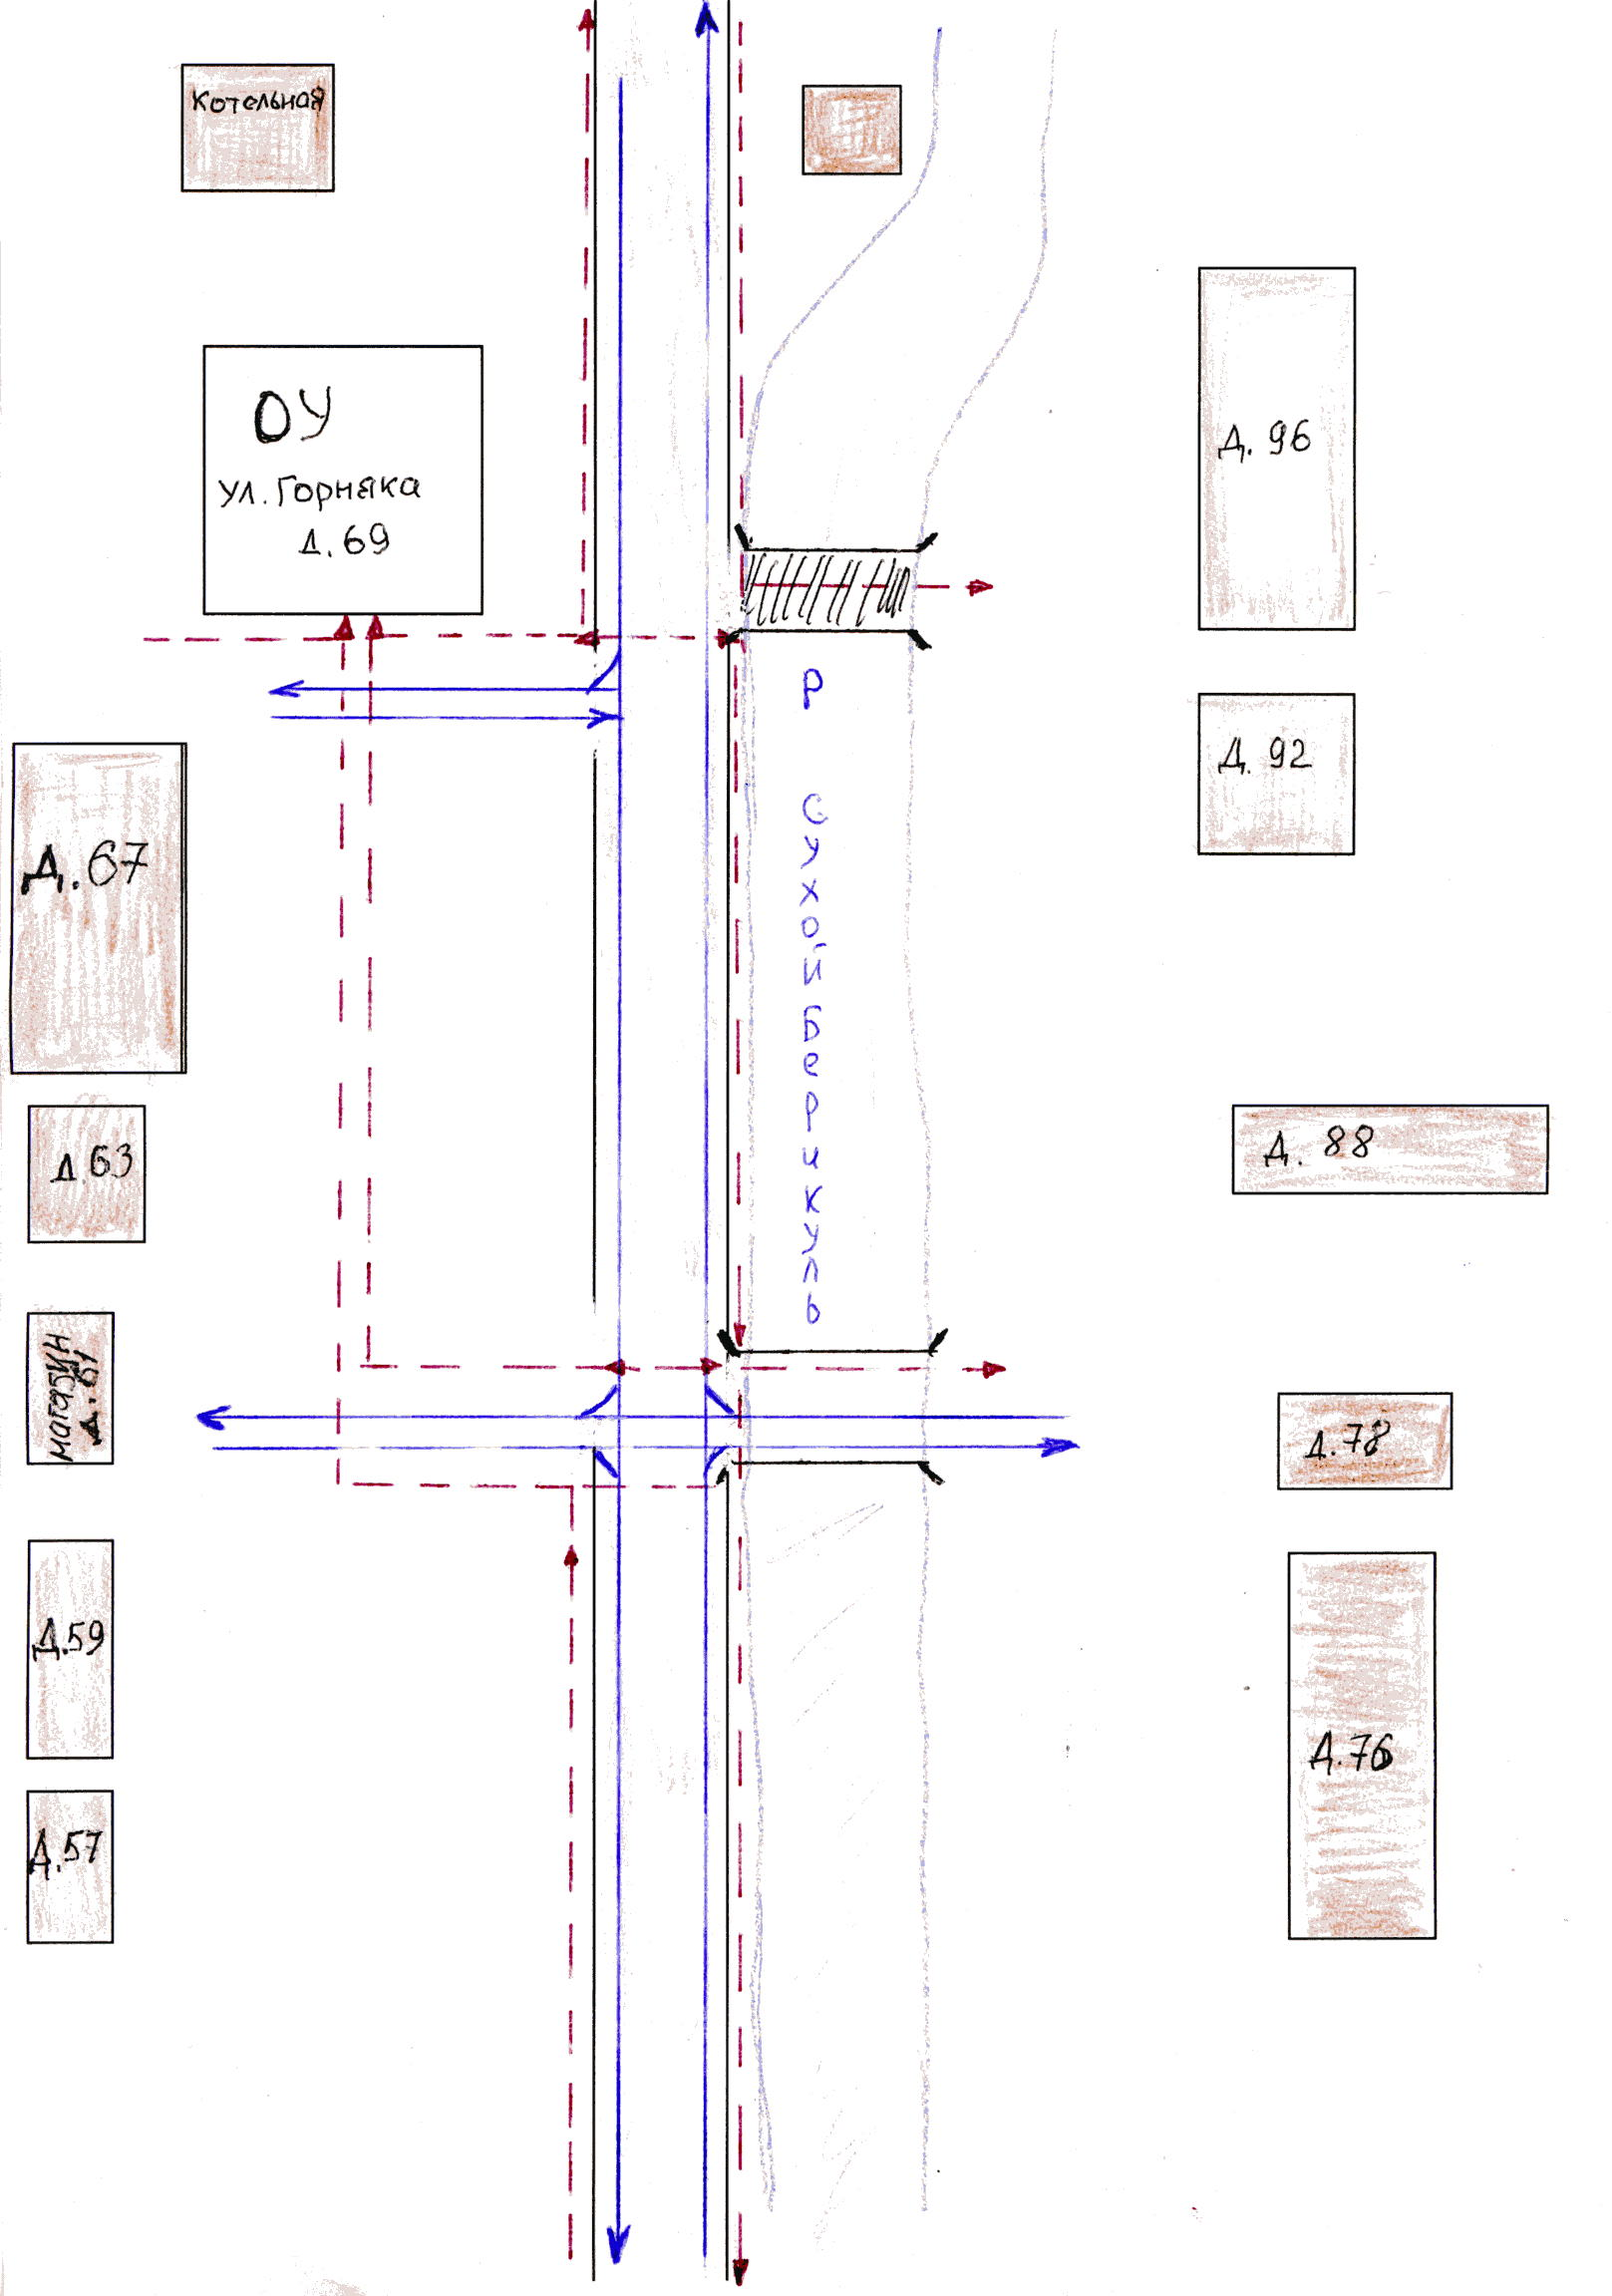 Котельная
ОУ
ул. Горняка
д. 69
Д. 96
Р Сухой Берикуль
Д. 92
Д. 67
д. 63
Д. 88
магазин
д. 61
Д. 78
Д. 59
Д. 76
Д. 57